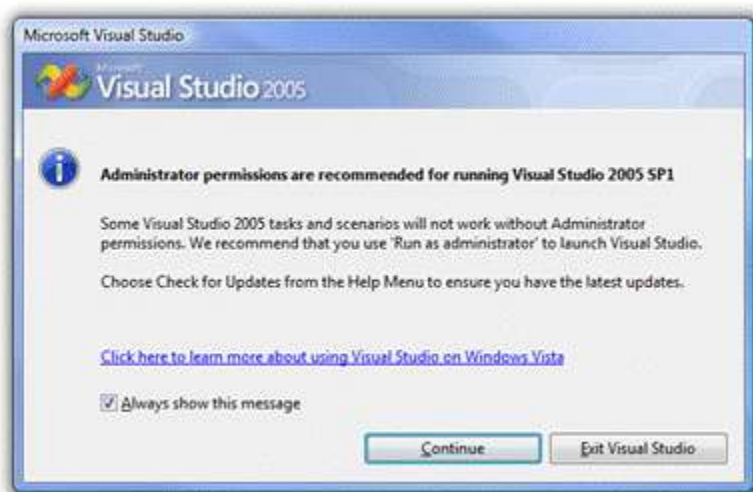 Microsoft Visual Studio
Microsoft
Visual Studio 2005
Administrator permissions are recommended for running Visual Studio 2005 SP1
Some Visual Studio 2005 tasks and scenarios will not work without Administrator
permissions. We recommend that you use 'Run as administrator' to launch Visual Studio.
Choose Check for Updates from the Help Menu to ensure you have the latest updates.
Click here to learn more about using Visual Studio on Windows Vista
Always show this message
Continue
Exit Visual Studio